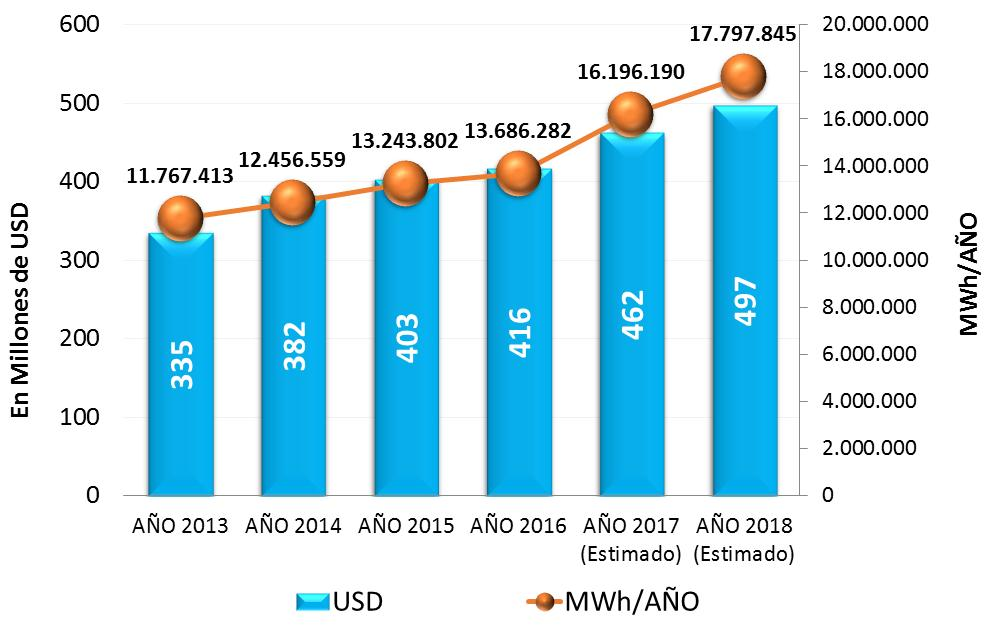 En Millones de USD
600
500
400
300
200
100
0
11.767.413
12.456.559
13.243.802
13.686.282
16.196.190
17.797.845
335
382
403
416
462
497
20.000.000
18.000.000
16.000.000
14.000.000
12.000.000
10.000.000
8.000.000
6.000.000
4.000.000
2.000.000
0
MWh/AÑO
AÑO 2013
AÑO 2014
AÑO 2015
AÑO 2016
AÑO 2017
(Estimado)
AÑO 2018
(Estimado)
USD
MWh/AÑO